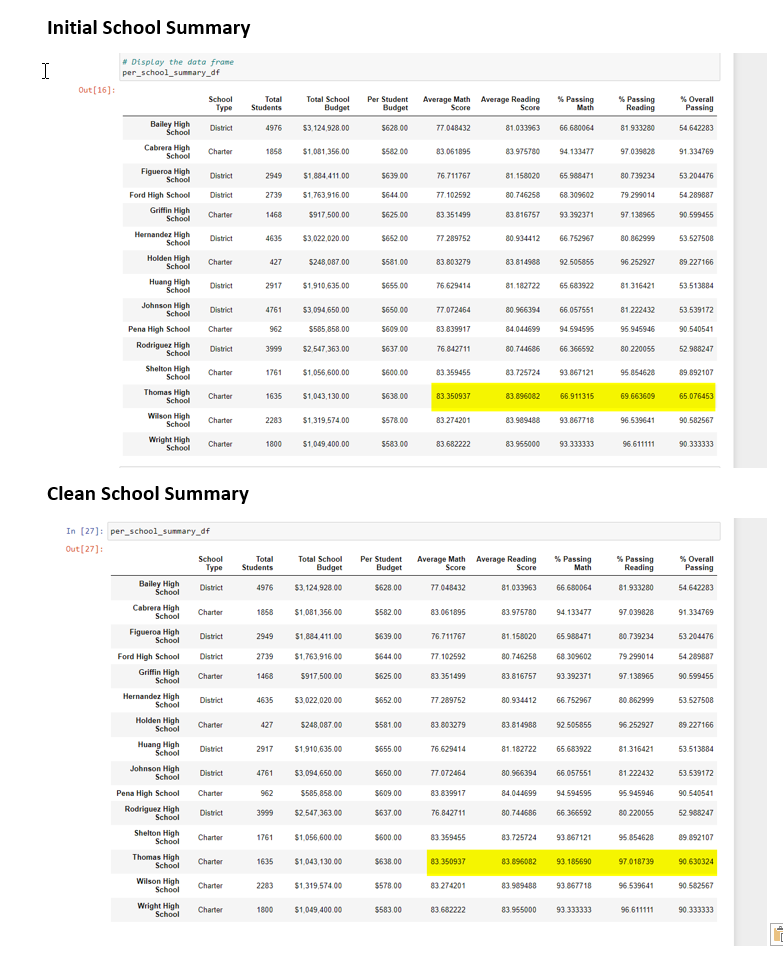 Initial School Summary
# Display the data frame
per_school_summary_df
Out[16]:
School Type Total Students Total School Budget Per Student Budget Average Math Score Average Reading Score % Passing Math % Passing Reading % Overall Passing
Bailey High School District 4976 $3,124,928.00 $628.00 77.048432 81.033963 66.680064 81.933280 54.642283
Cabrera High School Charter 1858 $1,081,356.00 $582.00 83.061895 83.975780 94.133477 97.039828 91.334769
Figueroa High School District 2949 $1,884,411.00 $639.00 76.711767 81.158020 65.988471 80.739234 53.204476
Ford High School District 2739 $1,763,916.00 $644.00 77.102592 80.746258 68.309602 79.299014 54.289887
Griffin High School Charter 1468 $917,500.00 $625.00 83.351499 83.816757 93.392371 97.138965 90.599455
Hernandez High School District 4635 $3,022,020.00 $652.00 77.289752 80.934412 66.752967 80.862999 53.527508
Holden High School Charter 427 $248,087.00 $581.00 83.803279 83.814988 92.505855 96.252927 89.227166
Huang High School District 2917 $1,910,635.00 $655.00 76.629414 81.182722 65.683922 81.316421 53.513884
Johnson High School District 4761 $3,094,650.00 $650.00 77.072464 80.966394 66.057551 81.222432 53.539172
Pena High School Charter 962 $585,858.00 $609.00 83.839917 84.044699 94.594595 95.945946 90.540541
Rodriguez High School District 3999 $2,547,363.00 $637.00 76.842711 80.744686 66.366592 80.220055 52.988247
Shelton High School Charter 1761 $1,056,600.00 $600.00 83.359455 83.725724 93.867121 95.854628 89.892107
Thomas High School Charter 1635 $1,043,130.00 $638.00 83.350937 83.896082 66.911315 69.663609 65.076453
Wilson High School Charter 2283 $1,319,574.00 $578.00 83.274201 83.989488 93.867718 96.539641 90.582567
Wright High School Charter 1800 $1,049,400.00 $583.00 83.682222 83.955000 93.333333 96.611111 90.333333
Clean School Summary
In [27]: per_school_summary_df
Out[27]:
School Type Total Students Total School Budget Per Student Budget Average Math Score Average Reading Score % Passing Math % Passing Reading % Overall Passing
Bailey High School District 4976 $3,124,928.00 $628.00 77.048432 81.033963 66.680064 81.933280 54.642283
Cabrera High School Charter 1858 $1,081,356.00 $582.00 83.061895 83.975780 94.133477 97.039828 91.334769
Figueroa High School District 2949 $1,884,411.00 $639.00 76.711767 81.158020 65.988471 80.739234 53.204476
Ford High School District 2739 $1,763,916.00 $644.00 77.102592 80.746258 68.309602 79.299014 54.289887
Griffin High School Charter 1468 $917,500.00 $625.00 83.351499 83.816757 93.392371 97.138965 90.599455
Hernandez High School District 4635 $3,022,020.00 $652.00 77.289752 80.934412 66.752967 80.862999 53.527508
Holden High School Charter 427 $248,087.00 $581.00 83.803279 83.814988 92.505855 96.252927 89.227166
Huang High School District 2917 $1,910,635.00 $655.00 76.629414 81.182722 65.683922 81.316421 53.513884
Johnson High School District 4761 $3,094,650.00 $650.00 77.072464 80.966394 66.057551 81.222432 53.539172
Pena High School Charter 962 $585,858.00 $609.00 83.839917 84.044699 94.594595 95.945946 90.540541
Rodriguez High School District 3999 $2,547,363.00 $637.00 76.842711 80.744686 66.366592 80.220055 52.988247
Shelton High School Charter 1761 $1,056,600.00 $600.00 83.359455 83.725724 93.867121 95.854628 89.892107
Thomas High School Charter 1635 $1,043,130.00 $638.00 83.350937 83.896082 93.185690 97.018739 90.630324
Wilson High School Charter 2283 $1,319,574.00 $578.00 83.274201 83.989488 93.867718 96.539641 90.582567
Wright High School Charter 1800 $1,049,400.00 $583.00 83.682222 83.955000 93.333333 96.611111 90.333333